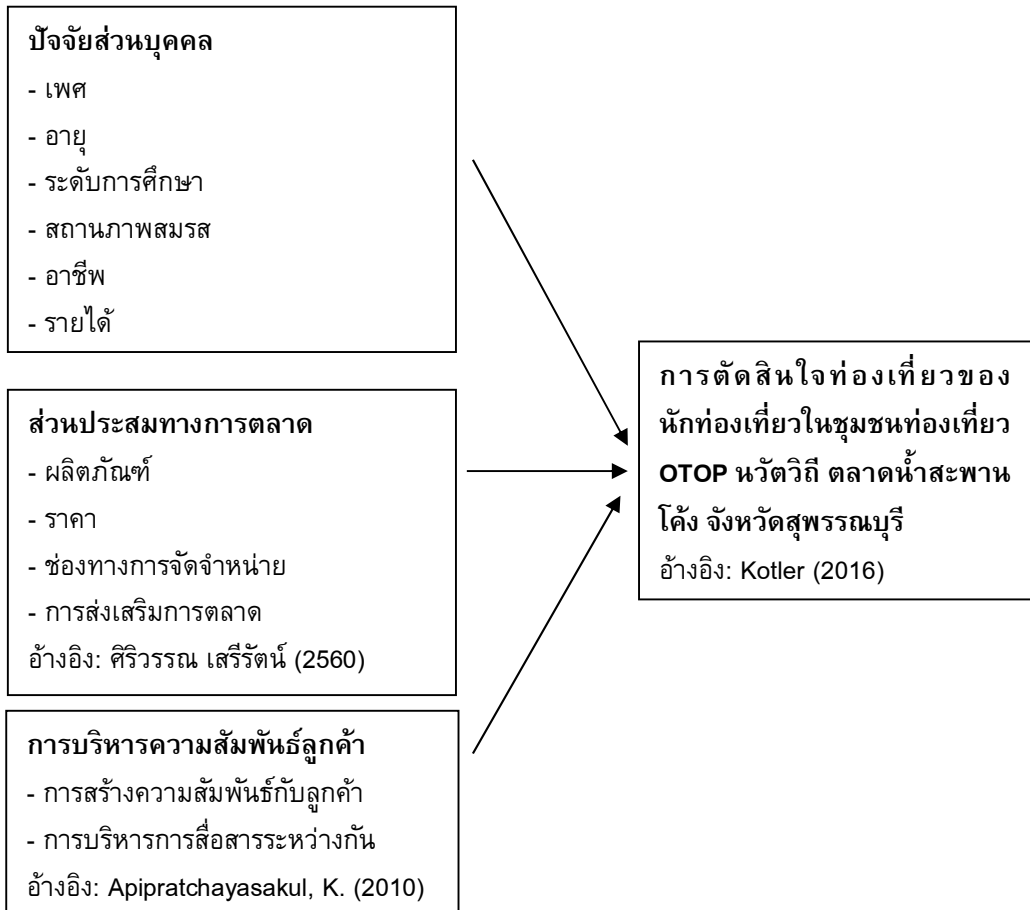 ปัจจัยส่วนบุคคล
- เพศ
- อายุ
- ระดับการศึกษา
- สถานภาพสมรส
- อาชีพ
- รายได้
ส่วนประสมทางการตลาด
- ผลิตภัณฑ์
- ราคา
- ช่องทางการจัดจำหน่าย
- การส่งเสริมการตลาด
อ้างอิง: ศิริวรรณ เสรีรัตน์ (2560)
การบริหารความสัมพันธ์ลูกค้า
- การสร้างความสัมพันธ์กับลูกค้า
- การบริหารการสื่อสารระหว่างกัน
อ้างอิง: Apipratchayasakul, K. (2010)
การตัดสินใจท่องเที่ยวของ
นักท่องเที่ยวในชุมชนท่องเที่ยว
OTOP นวัตวิถี ตลาดน้ำสะพาน
โค้ง จังหวัดสุพรรณบุรี
อ้างอิง: Kotler (2016)